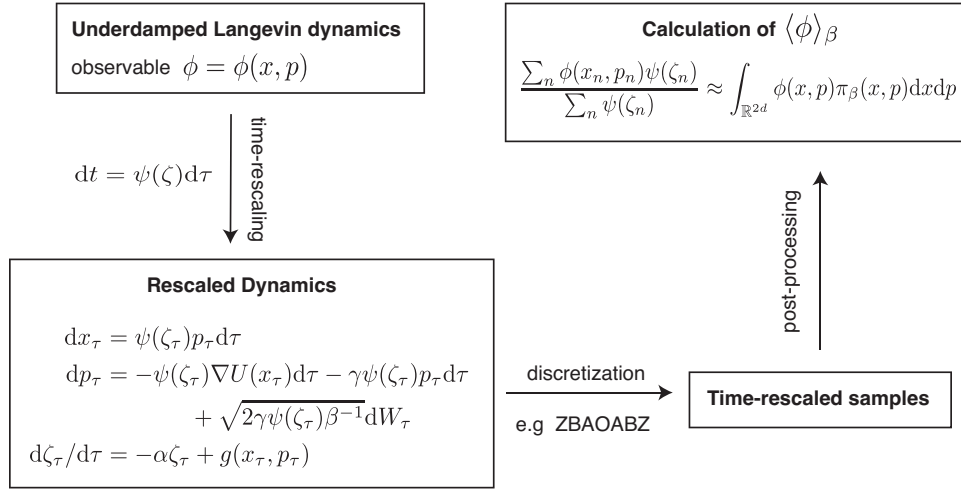 Underdamped Langevin dynamics
observable ϕ = ϕ(x, p)
dt = ψ(ζ)dτ
time-rescaling
Rescaled Dynamics
dx_τ = ψ(ζ_τ)p_τdτ
dp_τ = −ψ(ζ_τ)∇U(x_τ)dτ − γψ(ζ_τ)p_τdτ
+ √(2γψ(ζ_τ)β⁻¹)dW_τ
dζ_τ/dτ = −αζ_τ + g(x_τ, p_τ)
discretization
e.g ZBAOABZ
Time-rescaled samples
post-processing
Calculation of ⟨ϕ⟩_β
∑_n ϕ(x_n, p_n)ψ(ζ_n) / ∑_n ψ(ζ_n) ≈ ∫_{ℝ^{2d}} ϕ(x, p)π_β(x, p)dxdp